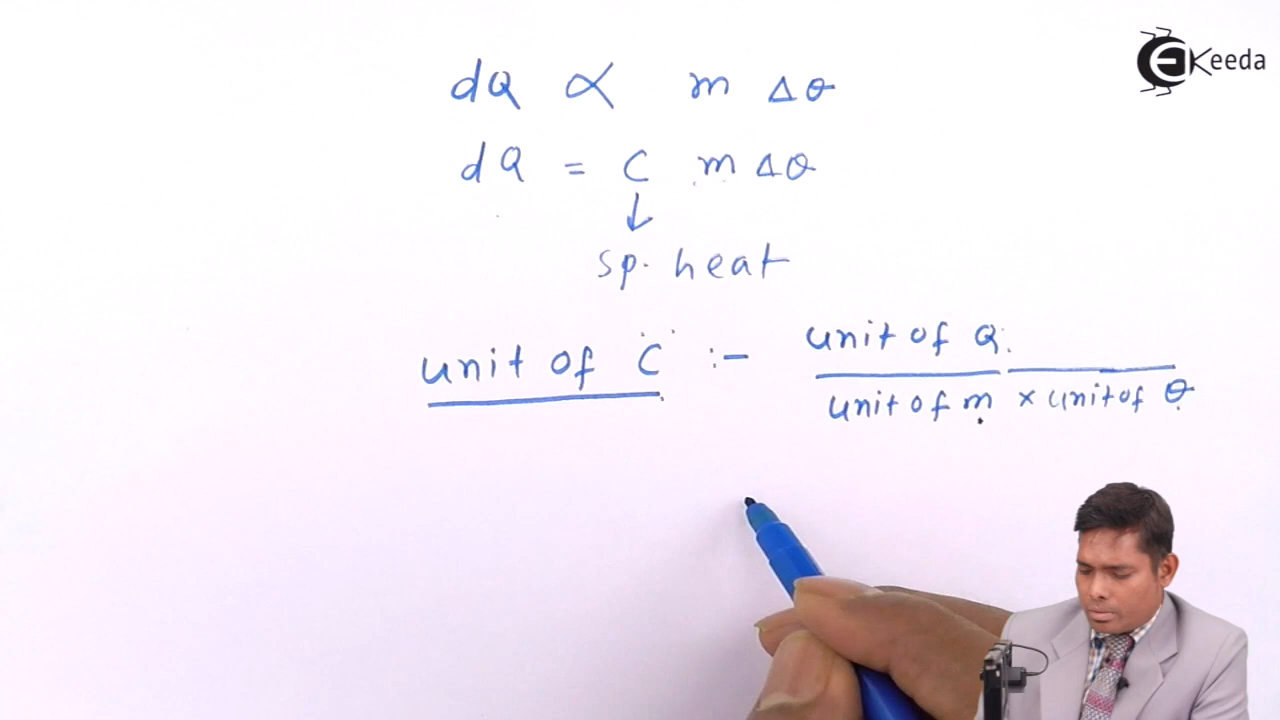 EKeeda
dQ ∝ m Δθ
dQ = C m Δθ
↓
sp. heat
unit of C :- unit of Q
unit of m × unit of θ